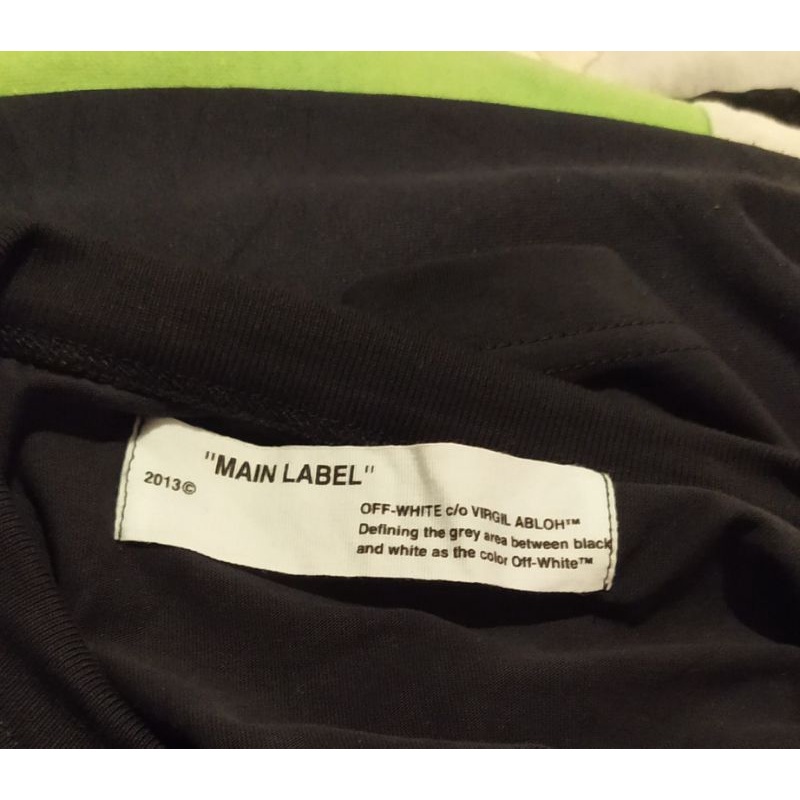 "MAIN LABEL"
2013©
OFF-WHITE c/o VIRGIL ABLOH™
Defining the grey area between black
and white as the color Off-White™